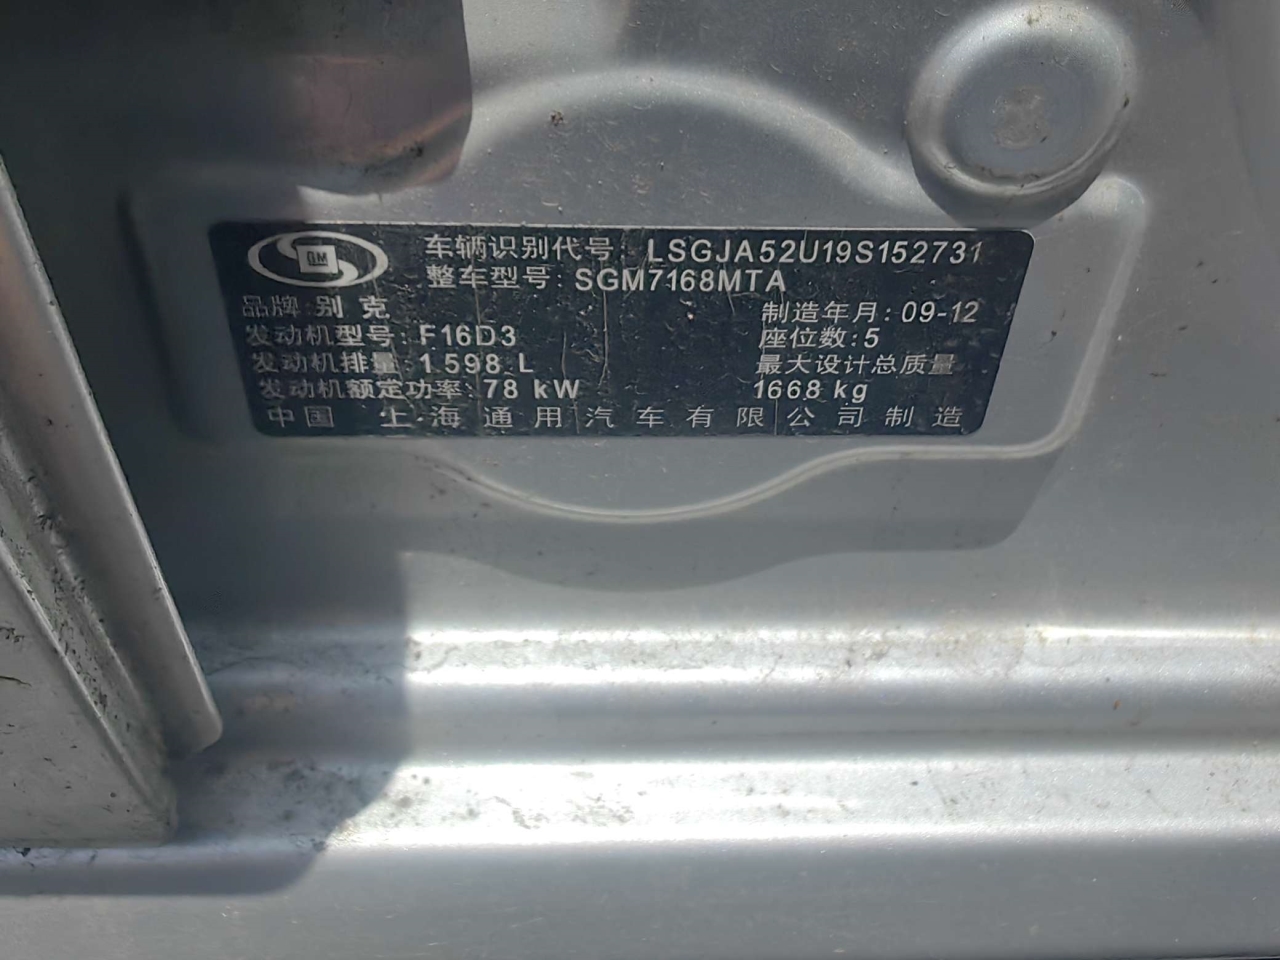 GM
车辆识别代号: LSGJA52U19S152731
整车型号: SGM7168MTA
品牌: 别克
制造年月: 09-12
发动机型号: F16D3
座位数: 5
发动机排量: 1.598 L
最大设计总质量
发动机额定功率: 78 kW
1668 kg
中国 上海通用汽车有限公司制造